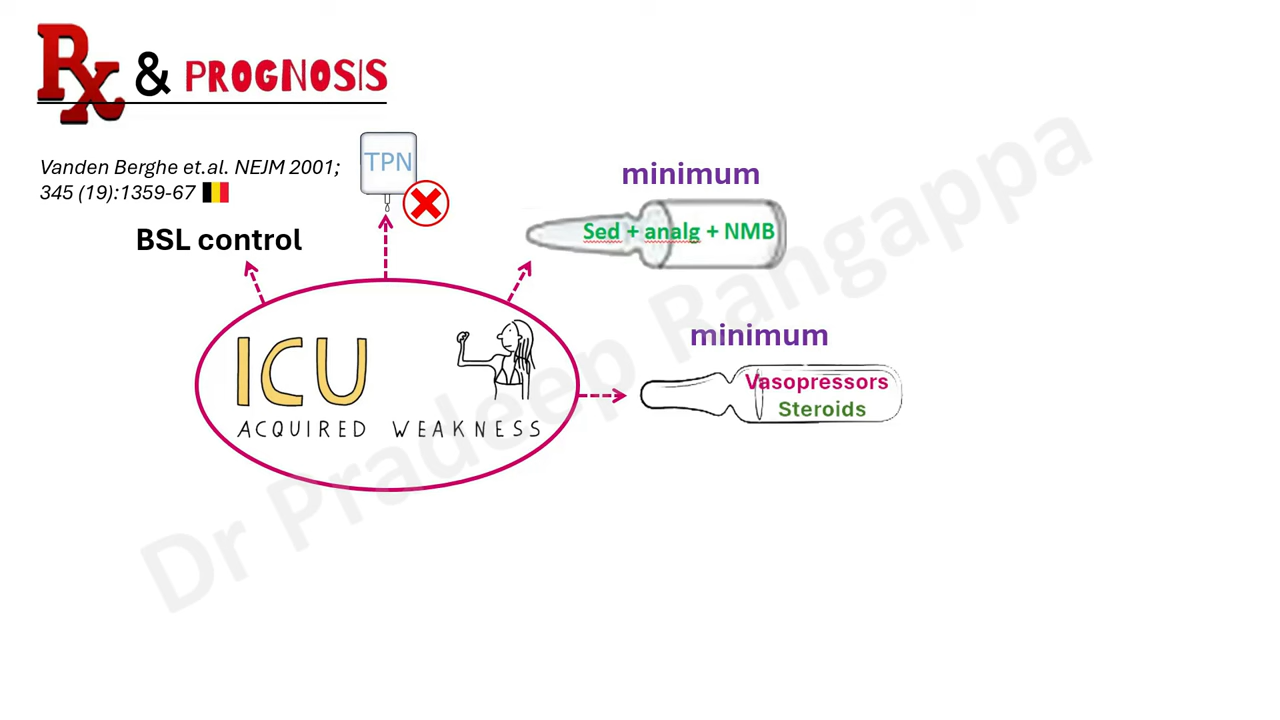 Rx & PROGNOSIS
Vanden Berghe et.al. NEJM 2001;
345 (19):1359-67
TPN
BSL control
minimum
Sed + analg + NMB
minimum
Vasopressors
Steroids
ICU
ACQUIRED WEAKNESS
Dr Pradeep Rangappa